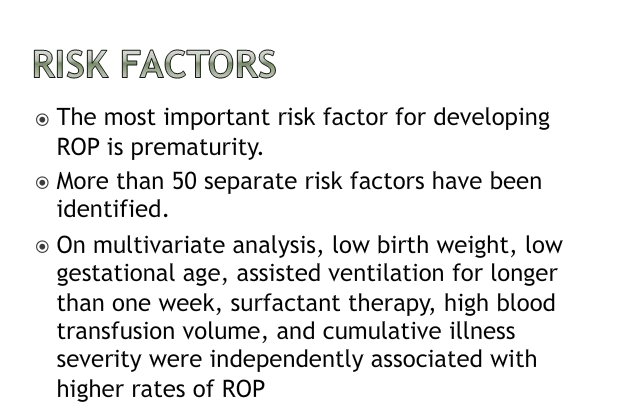 RISK FACTORS
The most important risk factor for developing
ROP is prematurity.
More than 50 separate risk factors have been
identified.
On multivariate analysis, low birth weight, low
gestational age, assisted ventilation for longer
than one week, surfactant therapy, high blood
transfusion volume, and cumulative illness
severity were independently associated with
higher rates of ROP